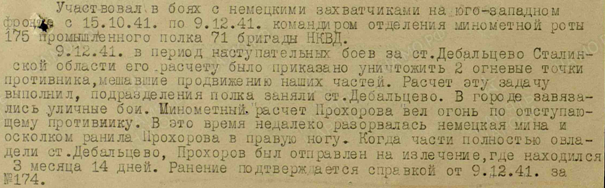 Участвовал в боях с немецкими захватчиками на юго-западном
фронте с 15.10.41. по 9.12.41. командиром отделения минометной роты
175 промышленного полка 71 бригады НКВД.
9.12.41. в период наступательных боев за ст.Дебальцево Сталин-
ской области его расчету было приказано уничтожить 2 огневые точки
противника,мешавшие продвижению наших частей. Расчет эту задачу
выполнил, подразделения полка заняли ст.Дебальцево. В городе завяза-
лись уличные бои. Минометный расчет Прохорова вел огонь по отступаю-
щему противнику. В это время недалеко разорвалась немецкая мина и
осколком ранила Прохорова в правую ногу. Когда части полностью овла-
дели ст.Дебальцево, Прохоров был отправлен на излечение,где находился
3 месяца 14 дней. Ранение подтверждается справкой от 9.12.41. за
№174.